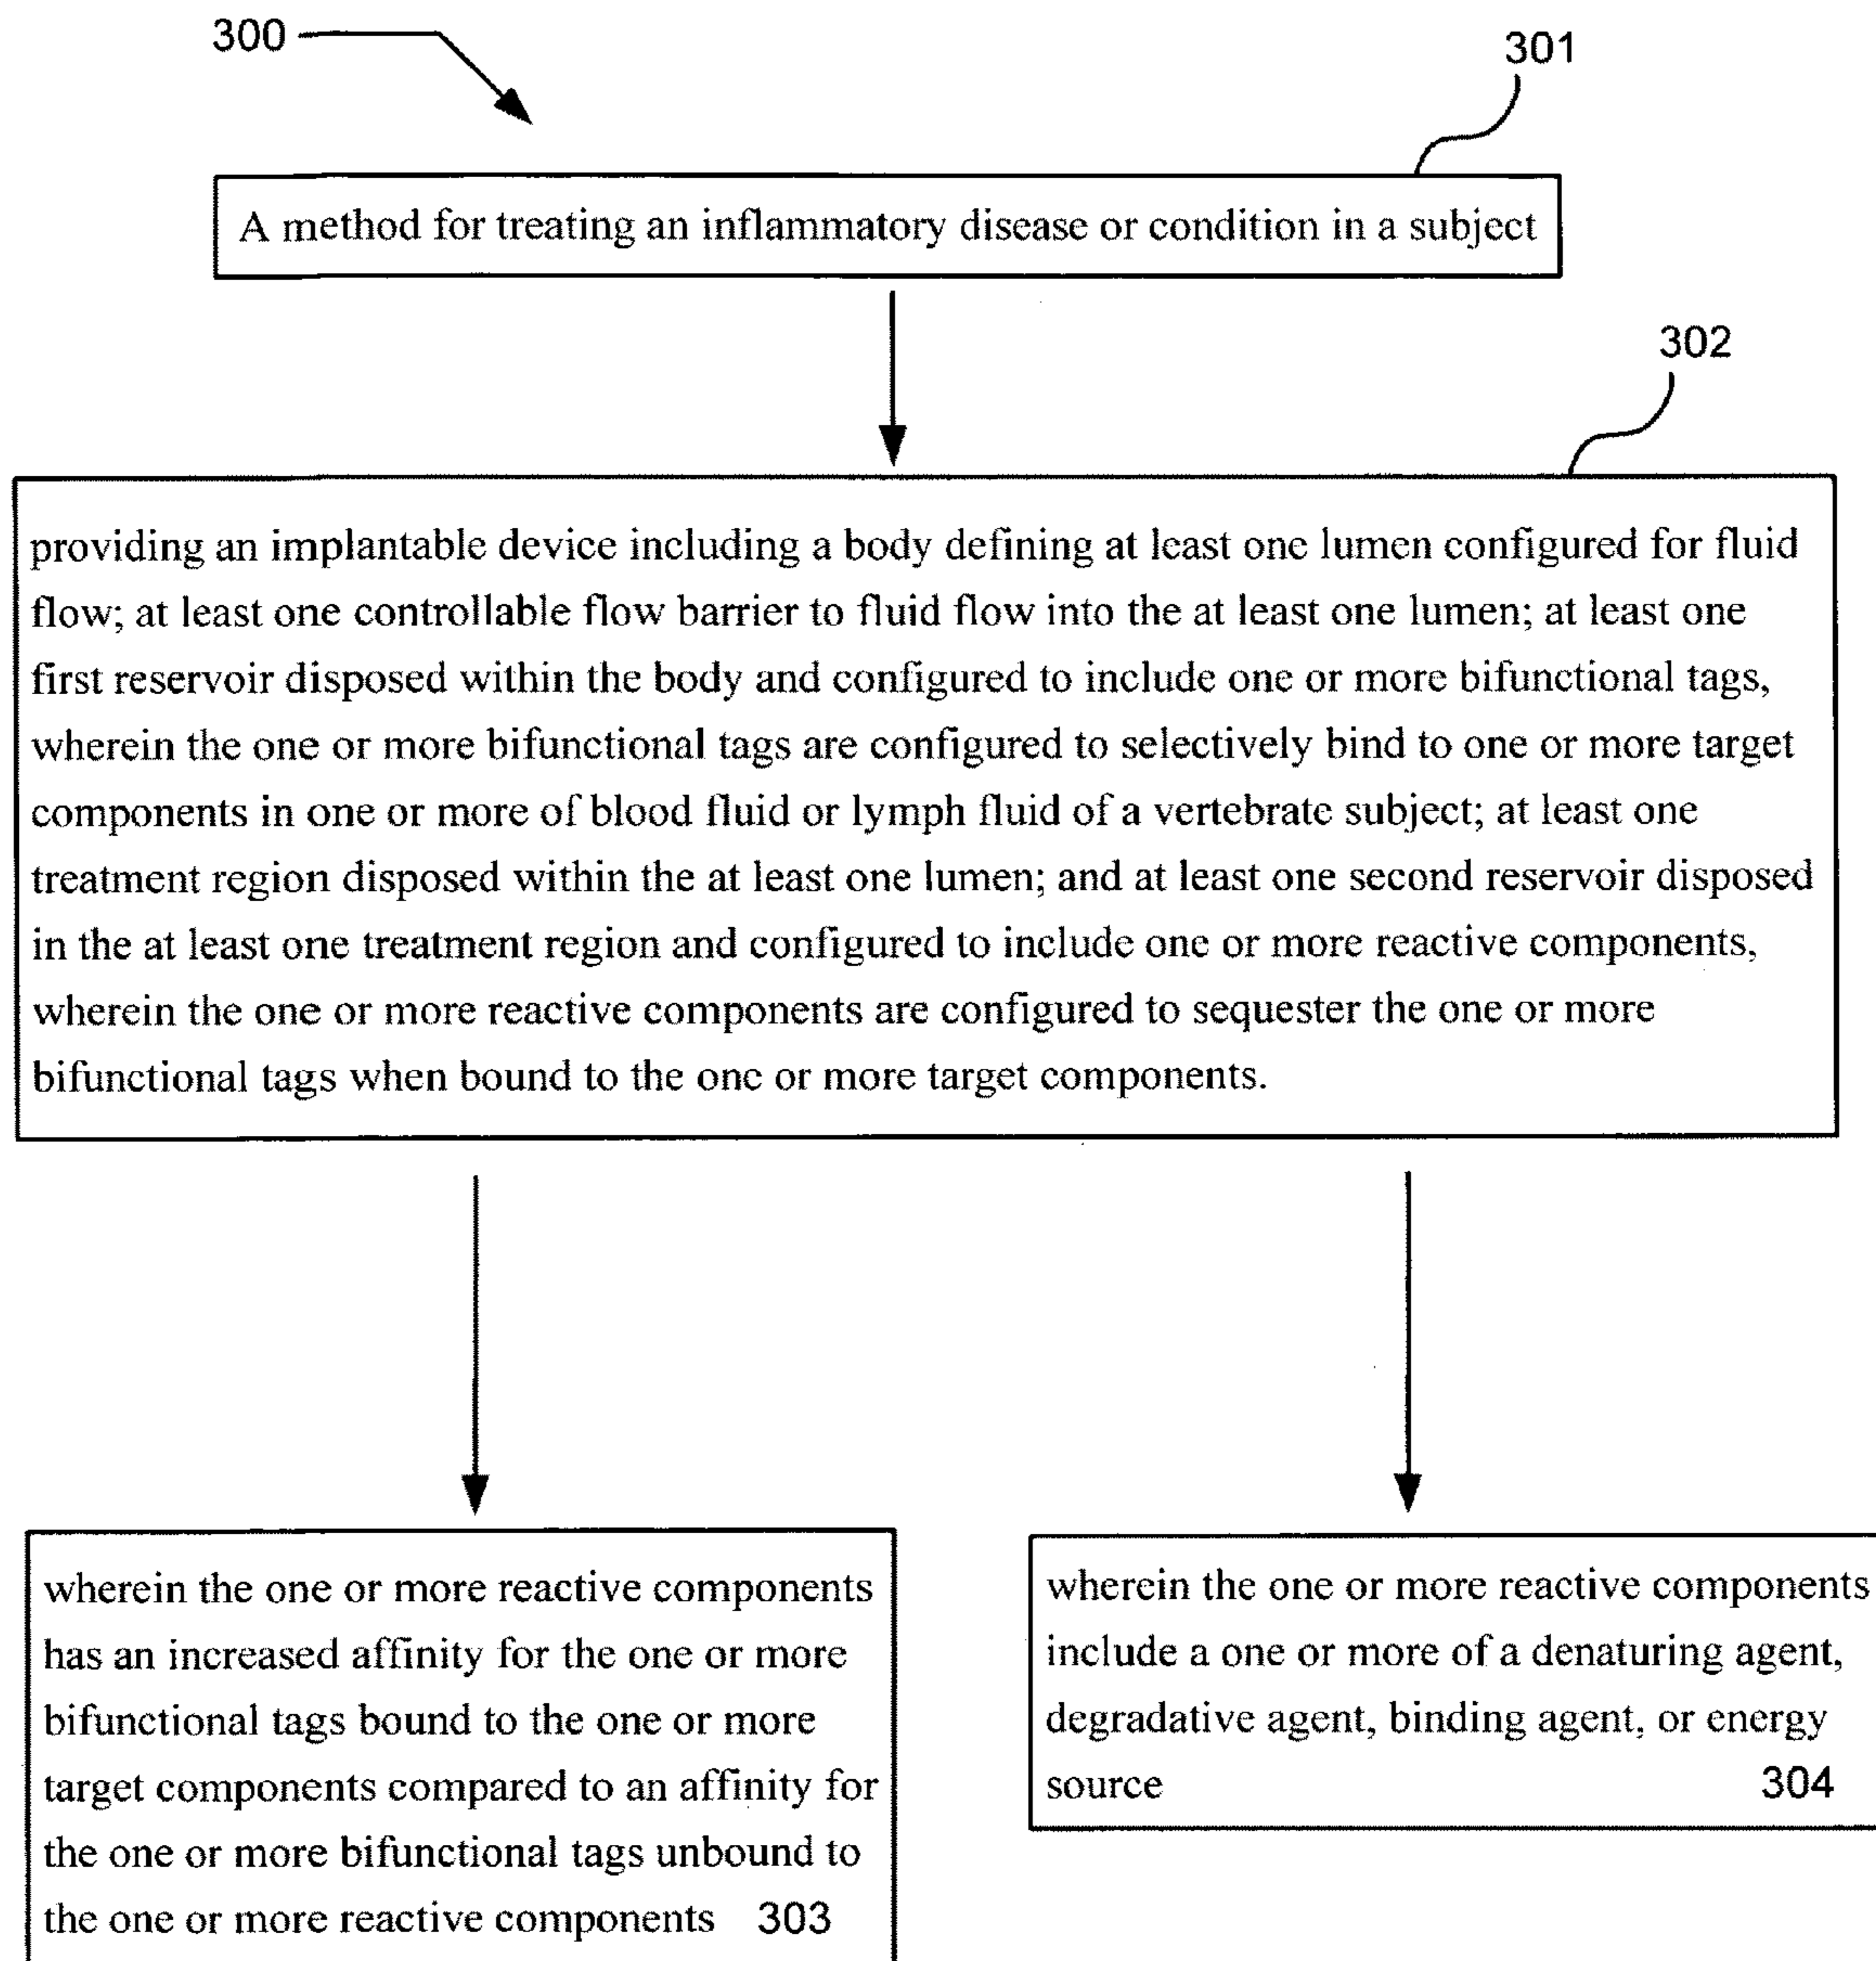 300
301
A method for treating an inflammatory disease or condition in a subject
302
providing an implantable device including a body defining at least one lumen configured for fluid
flow; at least one controllable flow barrier to fluid flow into the at least one lumen; at least one
first reservoir disposed within the body and configured to include one or more bifunctional tags,
wherein the one or more bifunctional tags are configured to selectively bind to one or more target
components in one or more of blood fluid or lymph fluid of a vertebrate subject; at least one
treatment region disposed within the at least one lumen; and at least one second reservoir disposed
in the at least one treatment region and configured to include one or more reactive components,
wherein the one or more reactive components are configured to sequester the one or more
bifunctional tags when bound to the one or more target components.
wherein the one or more reactive components
has an increased affinity for the one or more
bifunctional tags bound to the one or more
target components compared to an affinity for
the one or more bifunctional tags unbound to
the one or more reactive components 303
wherein the one or more reactive components
include a one or more of a denaturing agent,
degradative agent, binding agent, or energy
source 304